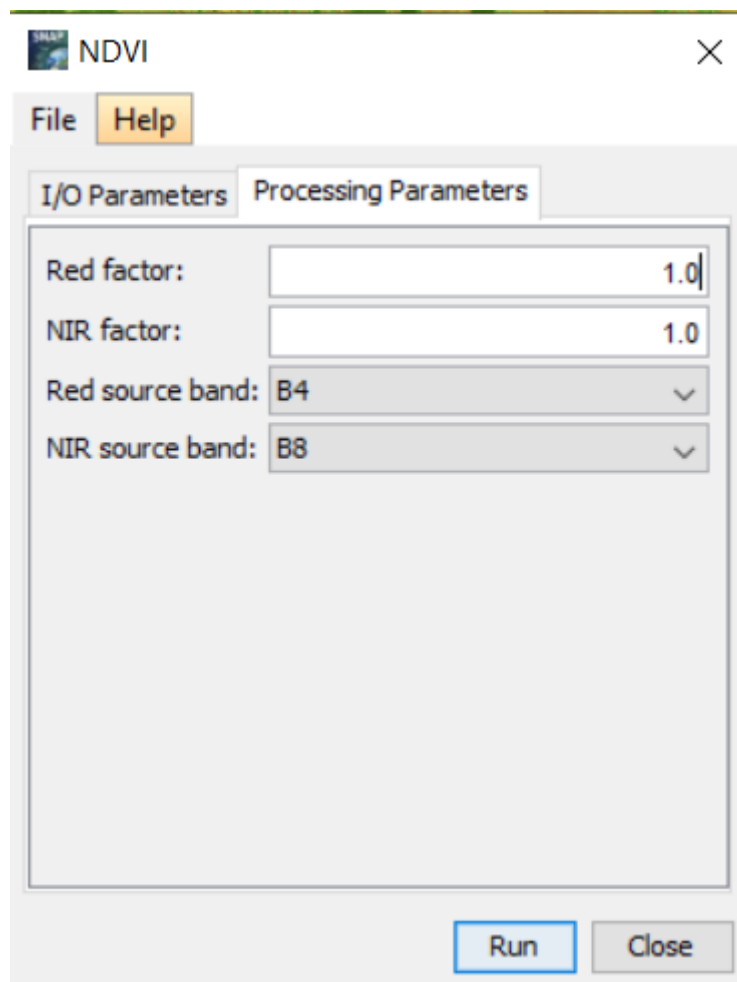 SNAP
NDVI
File Help
I/O Parameters Processing Parameters
Red factor: 1.0
NIR factor: 1.0
Red source band: B4
NIR source band: B8
Run Close